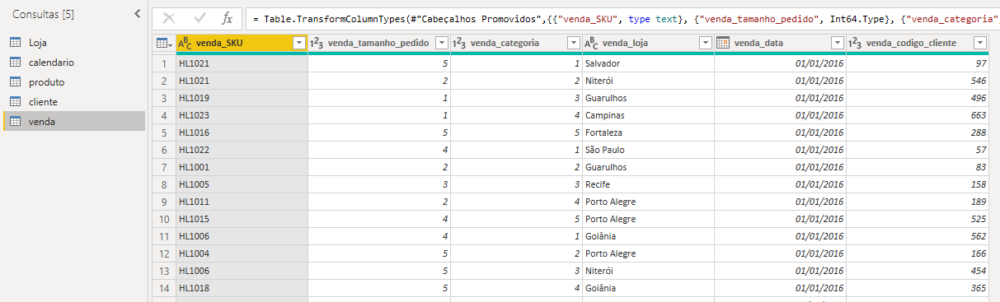 Consultas [5]
Loja
calendario
produto
cliente
venda
fx
= Table.TransformColumnTypes(#"Cabeçalhos Promovidos",{{"venda_SKU", type text}, {"venda_tamanho_pedido", Int64.Type}, {"venda_categoria",
ABC venda_SKU 123 venda_tamanho_pedido 123 venda_categoria ABC venda_loja venda_data 123 venda_codigo_cliente
1 HL1021 5 1 Salvador 01/01/2016 97
2 HL1021 2 2 Niterói 01/01/2016 546
3 HL1019 1 3 Guarulhos 01/01/2016 496
4 HL1023 1 4 Campinas 01/01/2016 663
5 HL1016 5 5 Fortaleza 01/01/2016 288
6 HL1022 4 1 São Paulo 01/01/2016 57
7 HL1001 2 2 Guarulhos 01/01/2016 83
8 HL1005 3 3 Recife 01/01/2016 158
9 HL1011 2 4 Porto Alegre 01/01/2016 189
10 HL1015 4 5 Porto Alegre 01/01/2016 525
11 HL1006 4 1 Goiânia 01/01/2016 562
12 HL1004 5 2 Porto Alegre 01/01/2016 166
13 HL1006 5 3 Niterói 01/01/2016 454
14 HL1018 5 4 Goiânia 01/01/2016 365